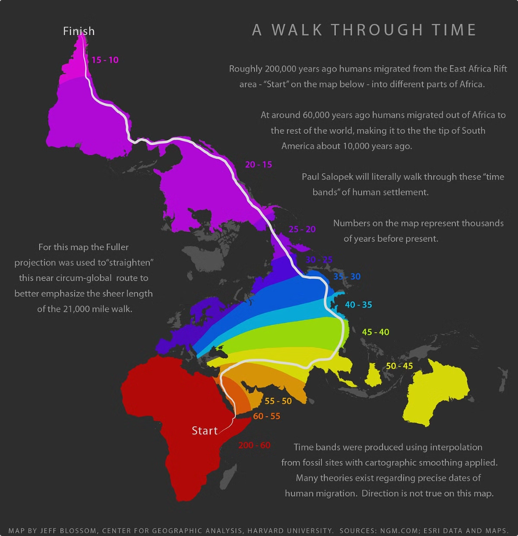 A WALK THROUGH TIME
Finish
15 - 10
Roughly 200,000 years ago humans migrated from the East Africa Rift
area - "Start" on the map below - into different parts of Africa.
At around 60,000 years ago humans migrated out of Africa to
the rest of the world, making it to the the tip of South
America about 10,000 years ago.
20 - 15
Paul Salopek will literally walk through these "time
bands" of human settlement.
25 - 20
Numbers on the map represent thousands
of years before present.
For this map the Fuller
projection was used to "straighten"
this near circum-global route to
better emphasize the sheer length
of the 21,000 mile walk.
30 - 25
35 - 30
40 - 35
45 - 40
50 - 45
55 - 50
60 - 55
Start
200 - 60
Time bands were produced using interpolation
from fossil sites with cartographic smoothing applied.
Many theories exist regarding precise dates of
human migration. Direction is not true on this map.
MAP BY JEFF BLOSSOM, CENTER FOR GEOGRAPHIC ANALYSIS, HARVARD UNIVERSITY. SOURCES: NGM.COM; ESRI DATA AND MAPS.